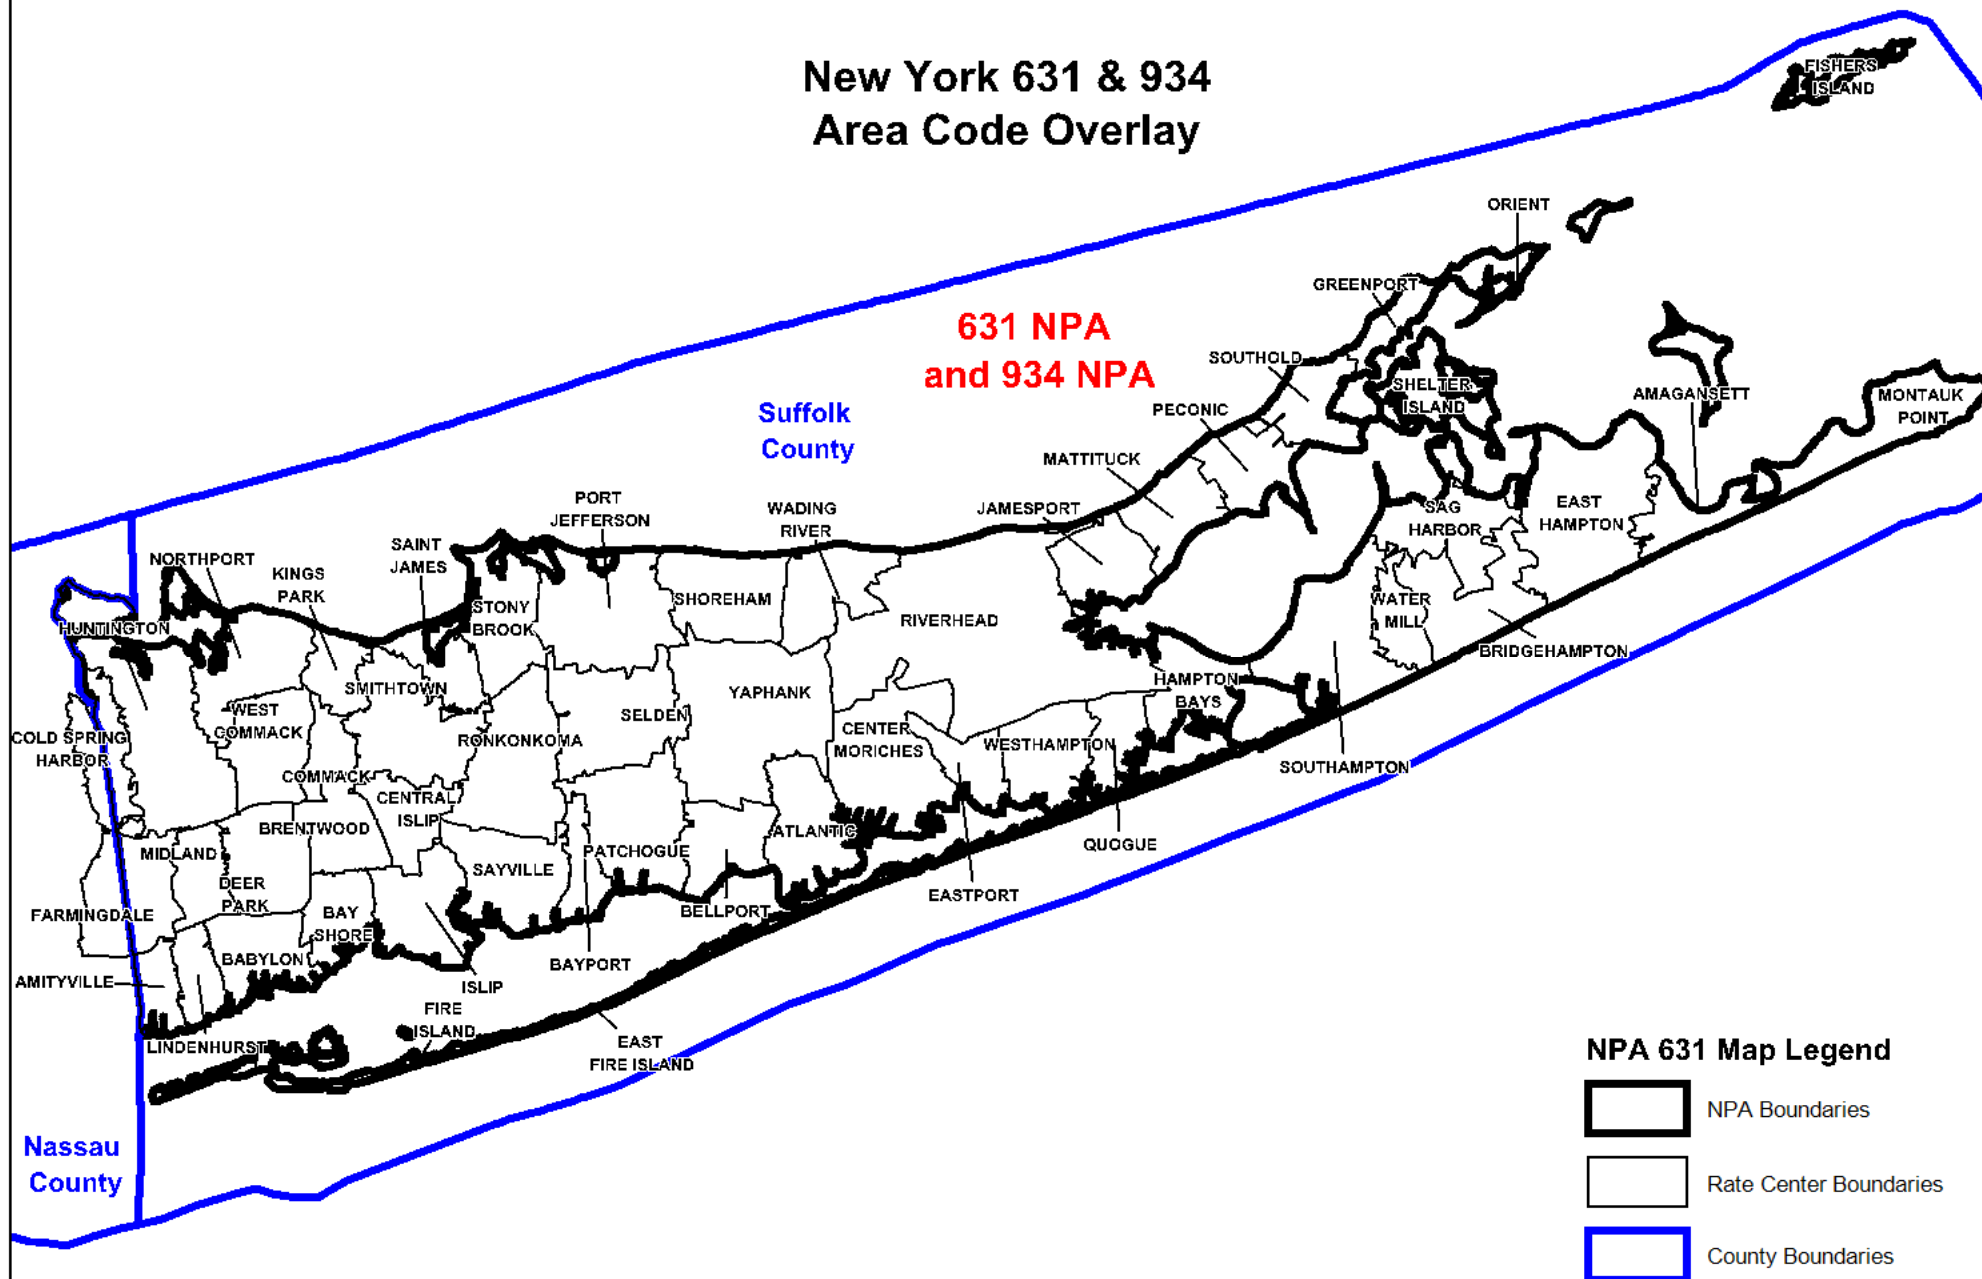 New York 631 & 934
Area Code Overlay
FISHERS
ISLAND
ORIENT
GREENPORT
631 NPA
and 934 NPA
SOUTHOLD
SHELTER
ISLAND
AMAGANSETT
MONTAUK
POINT
Suffolk
County
PECONIC
MATTITUCK
JAMESPORT
WADING
RIVER
PORT
JEFFERSON
SAINT
JAMES
NORTHPORT
KINGS
PARK
SAG
HARBOR
EAST
HAMPTON
HUNTINGTON
STONY
BROOK
SHOREHAM
RIVERHEAD
WATER
MILL
BRIDGEHAMPTON
SMITHTOWN
YAPHANK
HAMPTON
BAYS
WEST
COMMACK
SELDEN
CENTER
MORICHES
WESTHAMPTON
COLD SPRING
HARBOR
RONKONKOMA
SOUTHAMPTON
COMMACK
CENTRAL
ISLIP
BRENTWOOD
ATLANTIC
QUOGUE
MIDLAND
PATCHOGUE
SAYVILLE
DEER
PARK
EASTPORT
FARMINGDALE
BAY
SHORE
BELLPORT
BABYLON
BAYPORT
AMITYVILLE
ISLIP
FIRE
ISLAND
LINDENHURST
EAST
FIRE ISLAND
Nassau
County
NPA 631 Map Legend
NPA Boundaries
Rate Center Boundaries
County Boundaries